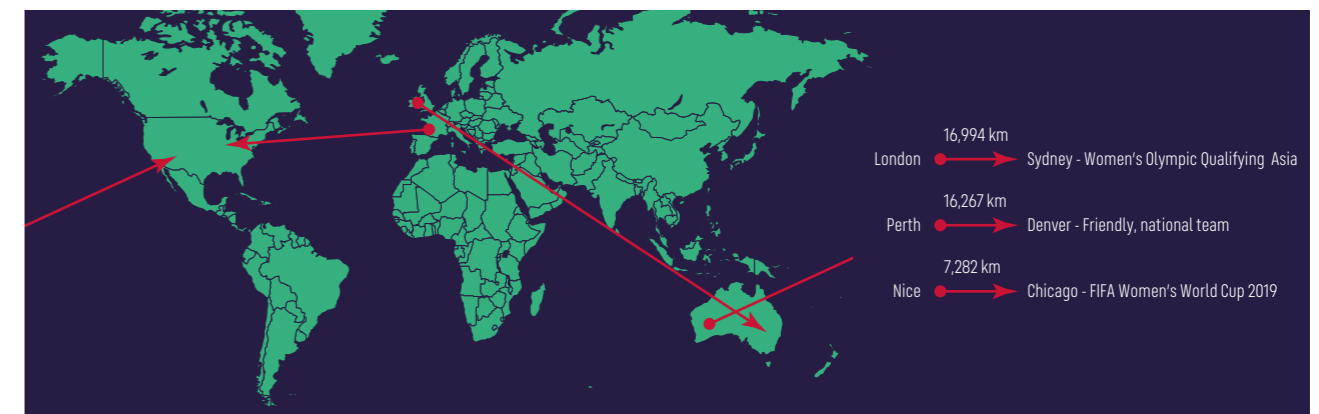 16,994 km
London Sydney - Women's Olympic Qualifying Asia
16,267 km
Perth Denver - Friendly, national team
7,282 km
Nice Chicago - FIFA Women's World Cup 2019